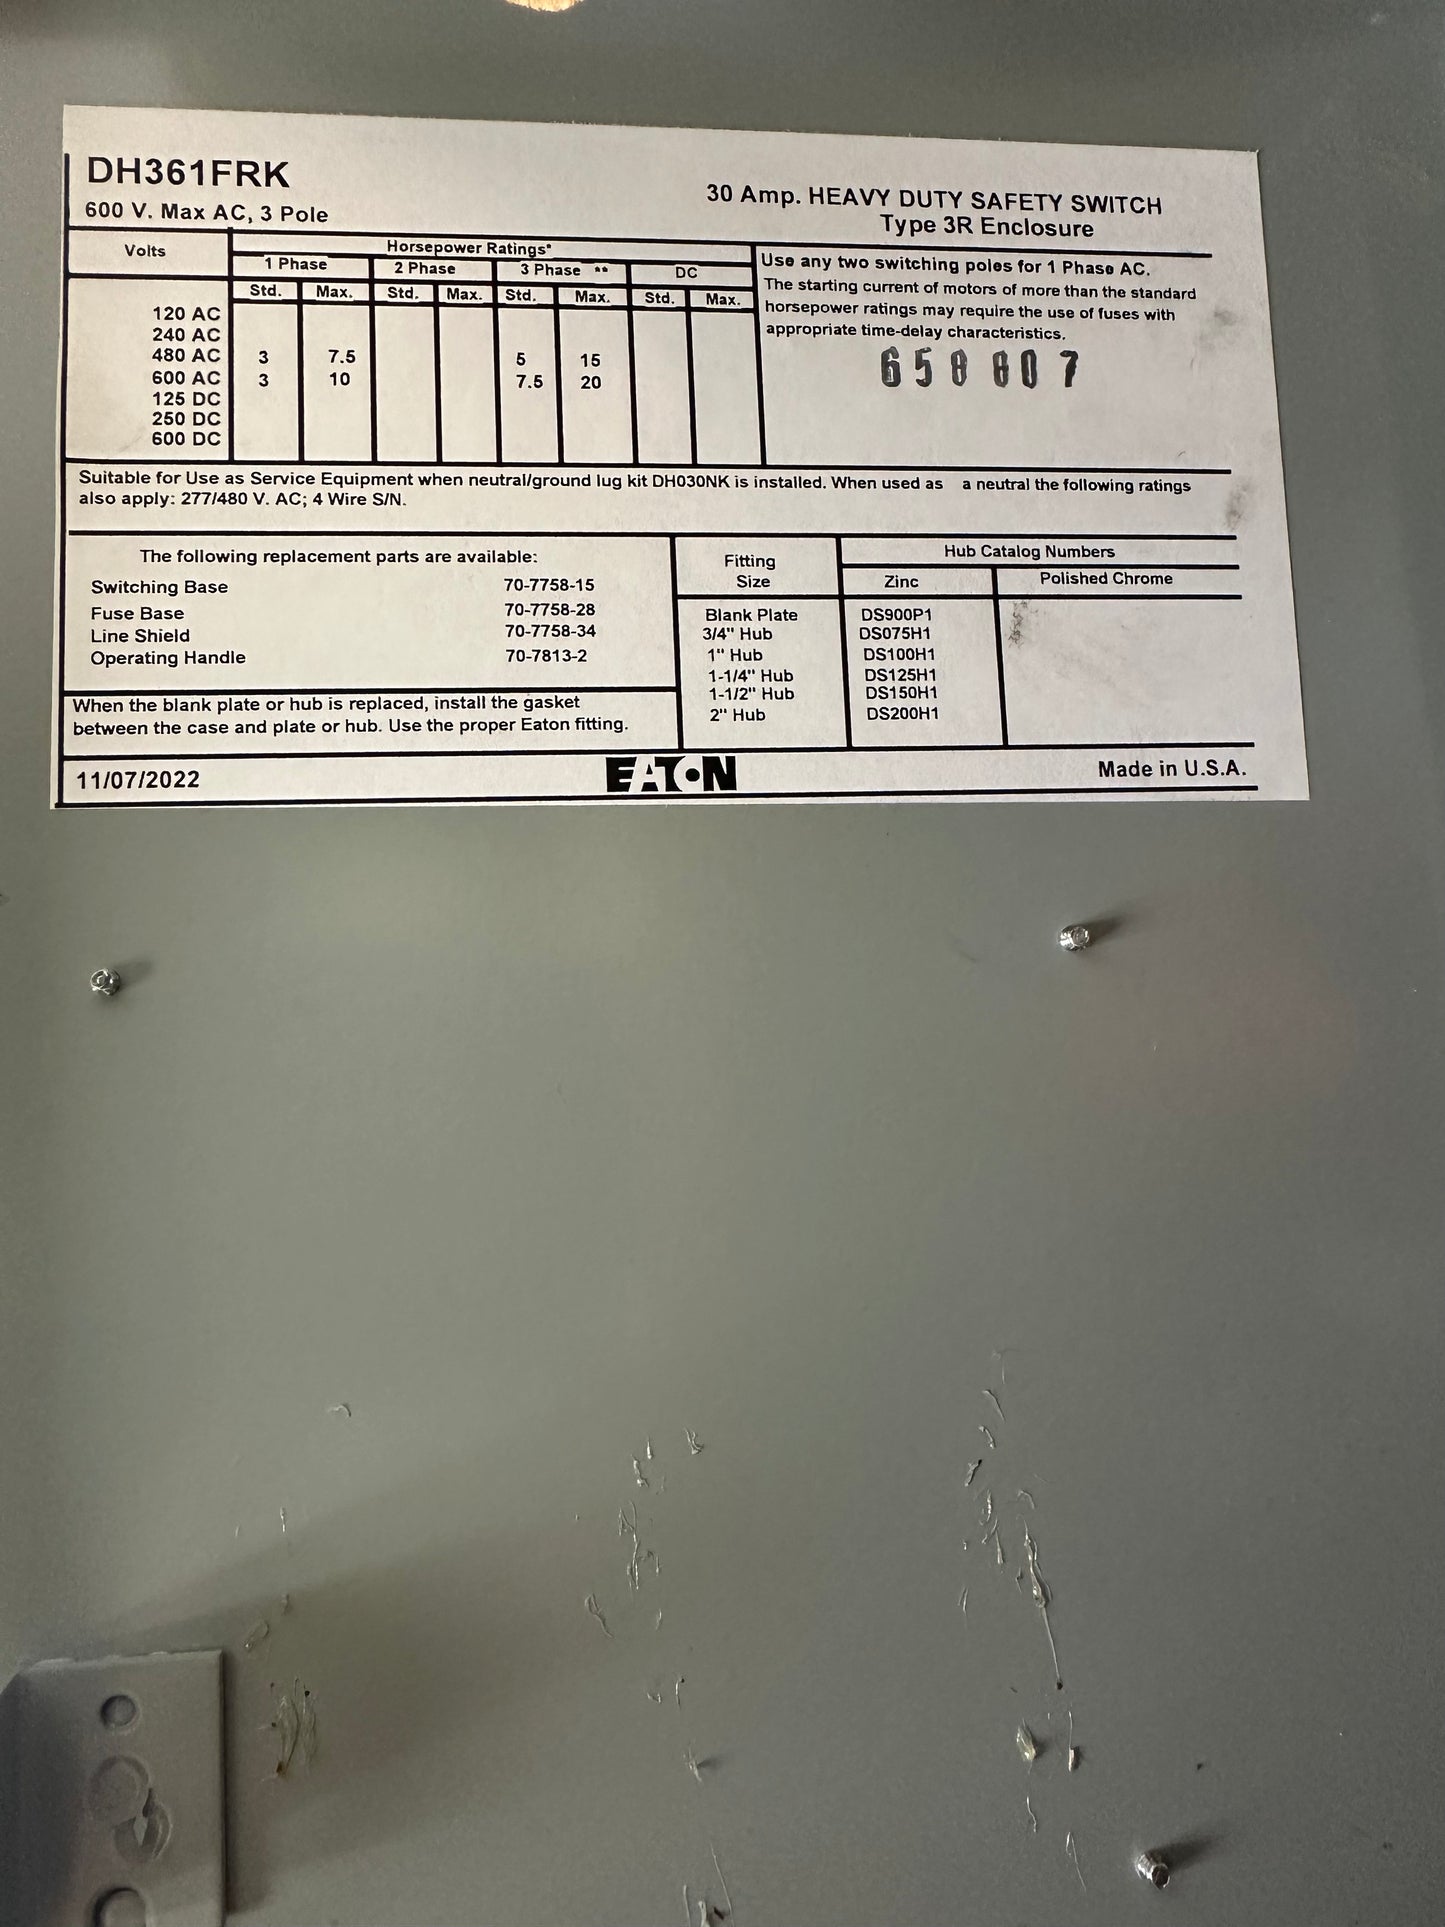 DH361FRK
600 V. Max AC, 3 Pole
30 Amp. HEAVY DUTY SAFETY SWITCH
Type 3R Enclosure
Volts
Horsepower Ratings*
1 Phase 2 Phase 3 Phase ** DC
Std. Max. Std. Max. Std. Max. Std. Max.
120 AC
240 AC
480 AC 3 7.5 5 15
600 AC 3 10 7.5 20
125 DC
250 DC
600 DC
Use any two switching poles for 1 Phase AC.
The starting current of motors of more than the standard
horsepower ratings may require the use of fuses with
appropriate time-delay characteristics.
658807
Suitable for Use as Service Equipment when neutral/ground lug kit DH030NK is installed. When used as a neutral the following ratings
also apply: 277/480 V. AC; 4 Wire S/N.
The following replacement parts are available:
Switching Base 70-7758-15
Fuse Base 70-7758-28
Line Shield 70-7758-34
Operating Handle 70-7813-2
When the blank plate or hub is replaced, install the gasket
between the case and plate or hub. Use the proper Eaton fitting.
Fitting
Size
Hub Catalog Numbers
Zinc Polished Chrome
Blank Plate DS900P1
3/4" Hub DS075H1
1" Hub DS100H1
1-1/4" Hub DS125H1
1-1/2" Hub DS150H1
2" Hub DS200H1
11/07/2022
EATON
Made in U.S.A.